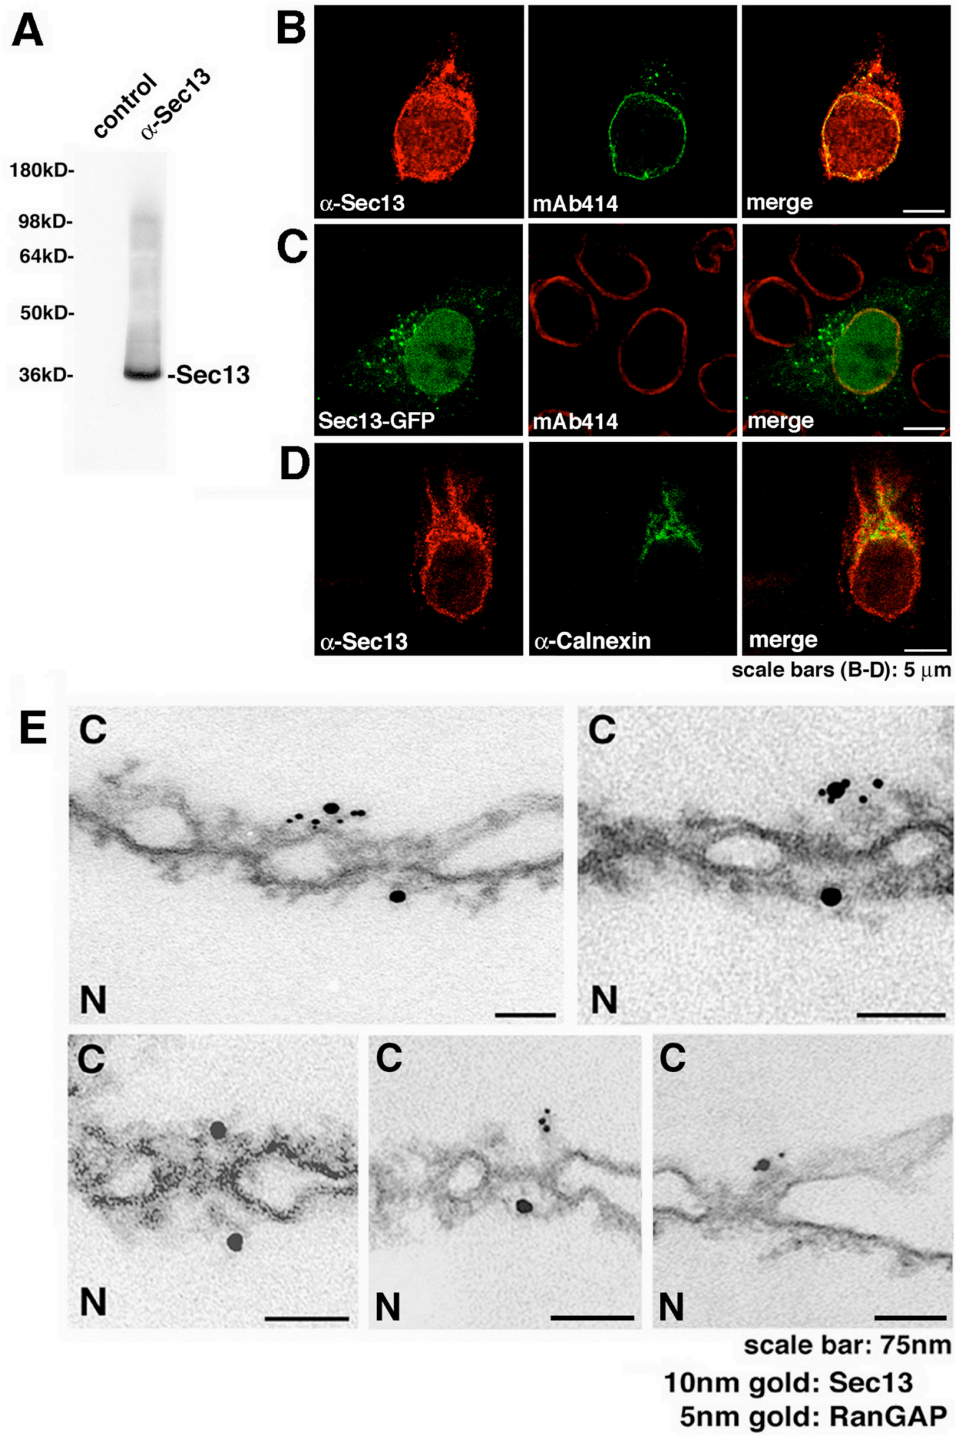 A
control
α-Sec13
180kD-
98kD-
64kD-
50kD-
36kD-
-Sec13
B
α-Sec13
mAb414
merge
C
Sec13-GFP
mAb414
merge
D
α-Sec13
α-Calnexin
merge
scale bars (B-D): 5 μm
E
C
N
C
N
C
N
C
N
C
N
scale bar: 75nm
10nm gold: Sec13
5nm gold: RanGAP